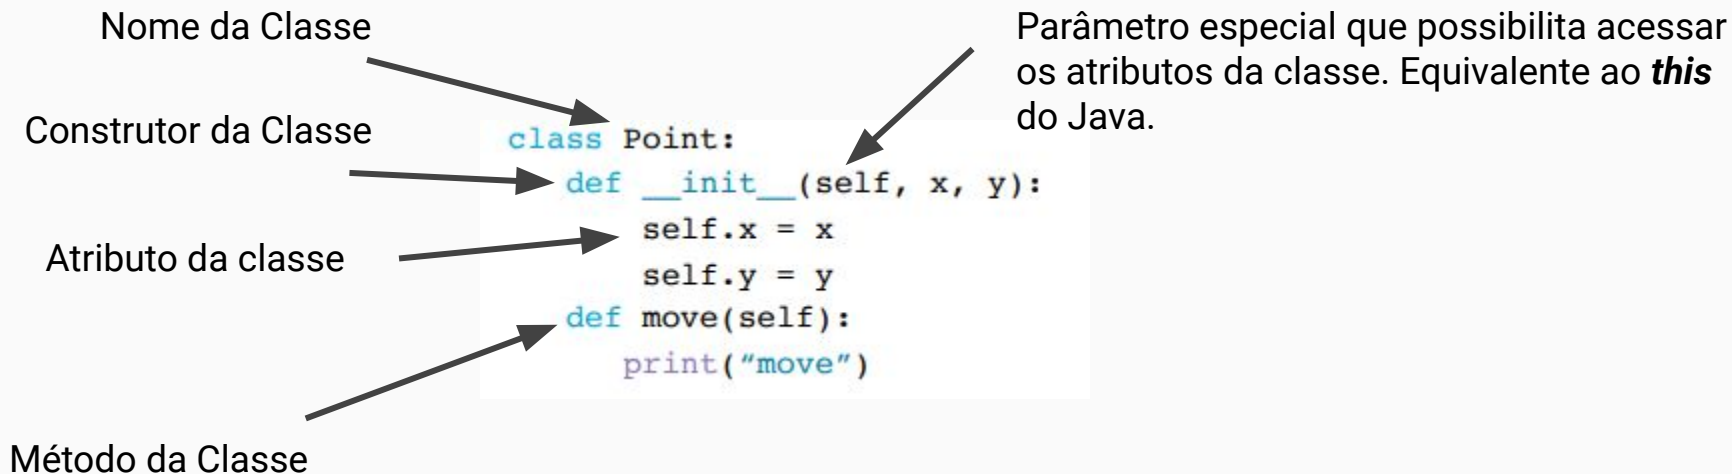 Nome da Classe
Parâmetro especial que possibilita acessar
os atributos da classe. Equivalente ao this
do Java.
Construtor da Classe
class Point:
def __init__(self, x, y):
self.x = x
Atributo da classe
self.y = y
def move(self):
print(“move”)
Método da Classe